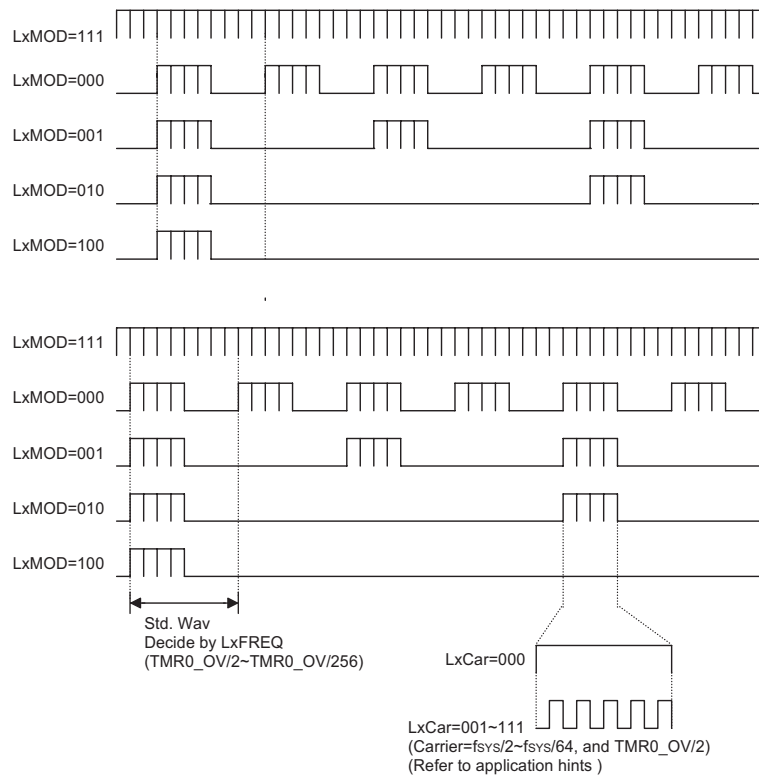 LxMOD=111
LxMOD=000
LxMOD=001
LxMOD=010
LxMOD=100
LxMOD=111
LxMOD=000
LxMOD=001
LxMOD=010
LxMOD=100
Std. Wav
Decide by LxFREQ
(TMR0_OV/2~TMR0_OV/256)
LxCar=000
LxCar=001~111
(Carrier=fSYS/2~fSYS/64, and TMR0_OV/2)
(Refer to application hints )